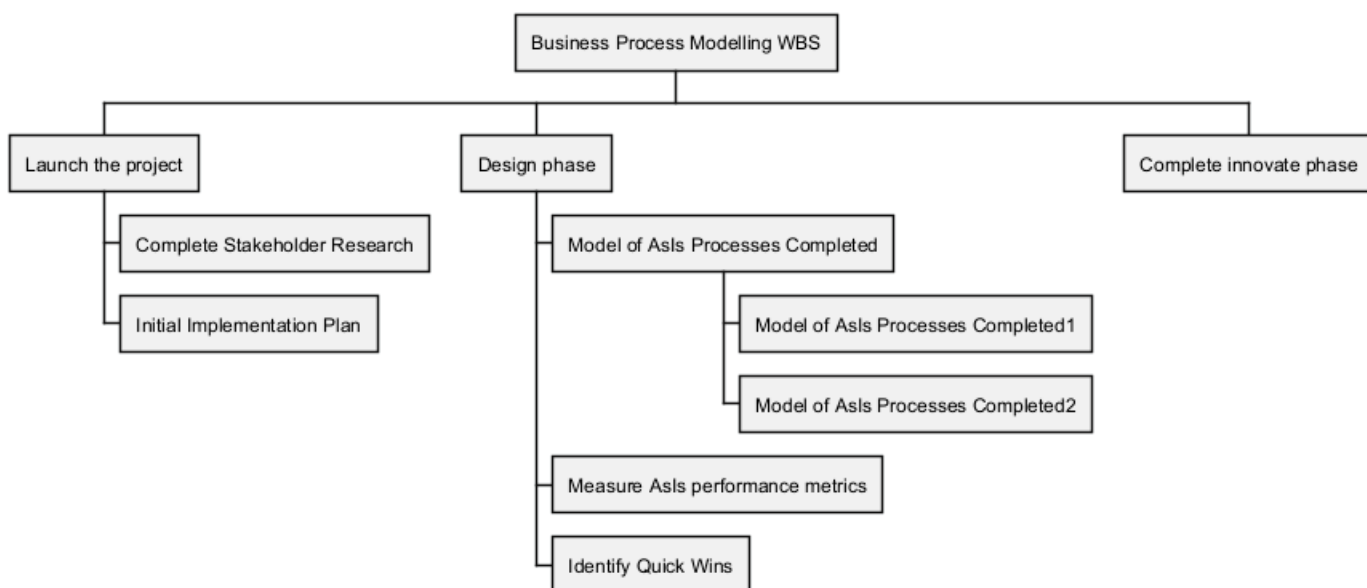 Business Process Modelling WBS
Launch the project
Design phase
Complete innovate phase
Complete Stakeholder Research
Model of AsIs Processes Completed
Initial Implementation Plan
Model of AsIs Processes Completed1
Model of AsIs Processes Completed2
Measure AsIs performance metrics
Identify Quick Wins